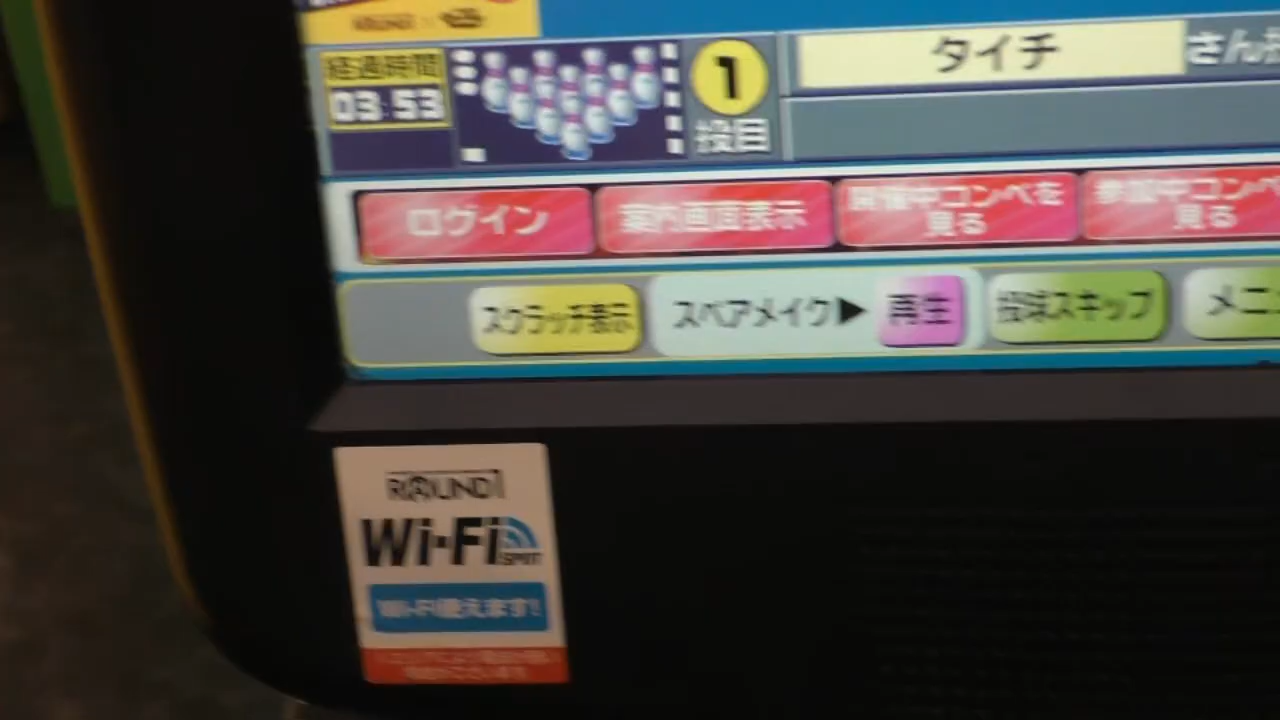 経過時間
03:53
1
投目
タイチ
さん
ログイン
案内画面表示
開催中コンペを
見る
参加中コンペ
見る
スクラッチ表示
スペアメイク▶
再生
投球スキップ
メニ
ROUND1
Wi-Fi
SPOT
Wi-Fi使えます!